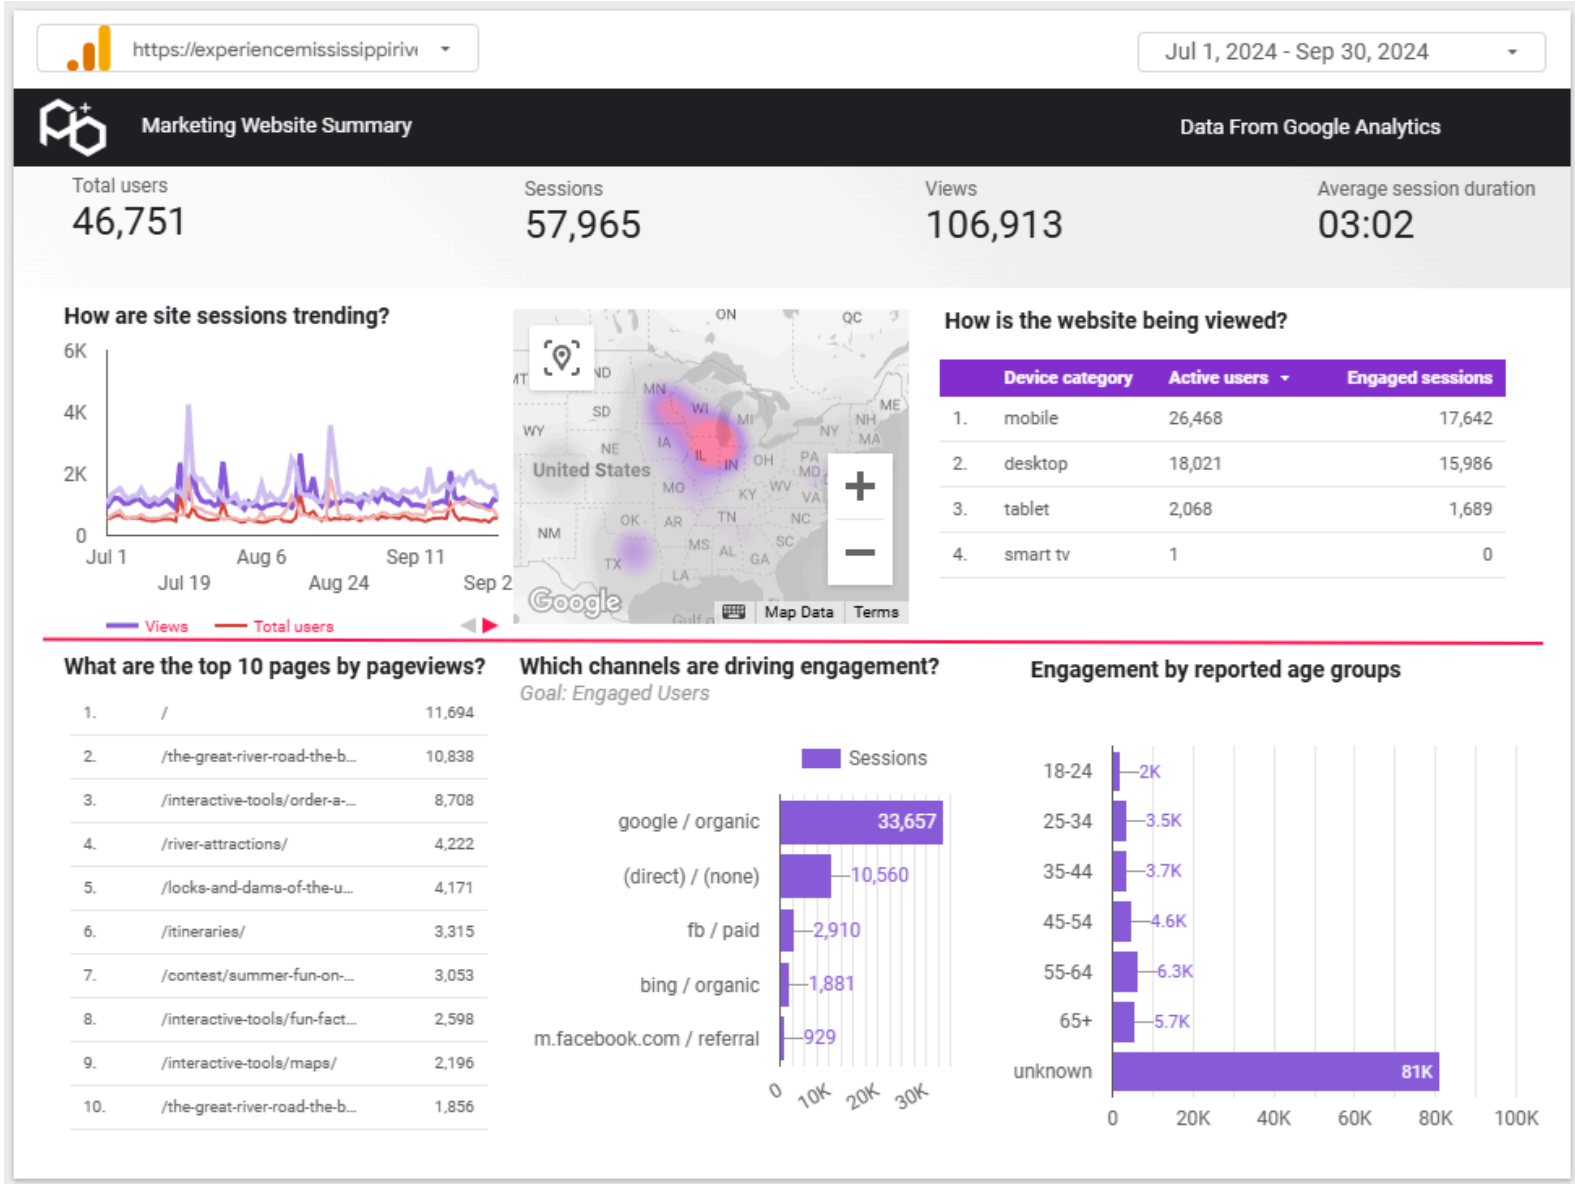 https://experiencemississippirive
Jul 1, 2024 - Sep 30, 2024
Marketing Website Summary
Data From Google Analytics
Total users
46,751
Sessions
57,965
Views
106,913
Average session duration
03:02
How are site sessions trending?
6K
4K
2K
0
Jul 1
Jul 19
Aug 6
Aug 24
Sep 11
Sep 2
Views
Total users
ON
QC
MT
ND
MN
SD
WI
MI
NH
ME
WY
NE
IA
IL
IN
OH
PA
NY
MA
United States
MD
MO
KY
WV
VA
OK
AR
TN
NC
NM
TX
MS
AL
GA
SC
LA
Google
Gulf o
Map Data
Terms
How is the website being viewed?
Device category Active users Engaged sessions
1. mobile 26,468 17,642
2. desktop 18,021 15,986
3. tablet 2,068 1,689
4. smart tv 1 0
What are the top 10 pages by pageviews?
1. / 11,694
2. /the-great-river-road-the-b... 10,838
3. /interactive-tools/order-a-... 8,708
4. /river-attractions/ 4,222
5. /locks-and-dams-of-the-u... 4,171
6. /itineraries/ 3,315
7. /contest/summer-fun-on-... 3,053
8. /interactive-tools/fun-fact... 2,598
9. /interactive-tools/maps/ 2,196
10. /the-great-river-road-the-b... 1,856
Which channels are driving engagement?
Goal: Engaged Users
Sessions
google / organic 33,657
(direct) / (none) 10,560
fb / paid 2,910
bing / organic 1,881
m.facebook.com / referral 929
0 10K 20K 30K
Engagement by reported age groups
18-24 2K
25-34 3.5K
35-44 3.7K
45-54 4.6K
55-64 6.3K
65+ 5.7K
unknown 81K
0 20K 40K 60K 80K 100K